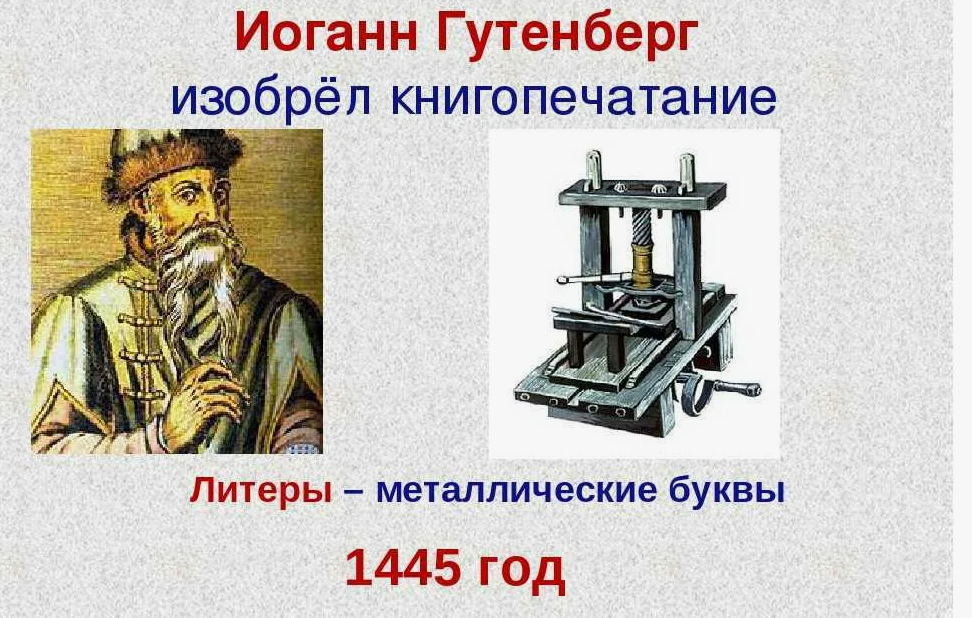 Иоганн Гутенберг
изобрёл книгопечатание
Литеры – металлические буквы
1445 год